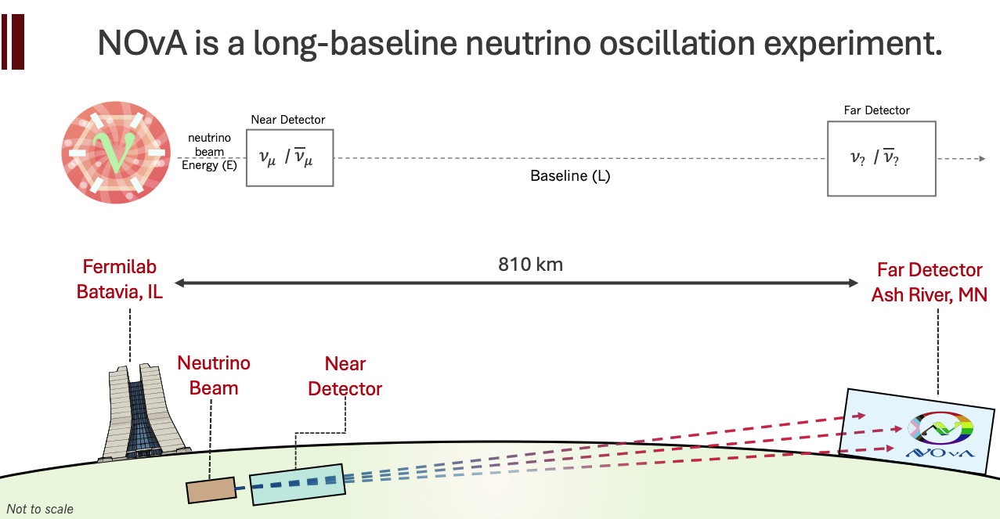 NOvA is a long-baseline neutrino oscillation experiment.
ν
neutrino
beam
Energy (E)
Near Detector
νμ / ν̅μ
Baseline (L)
Far Detector
ν? / ν̅?
Fermilab
Batavia, IL
810 km
Far Detector
Ash River, MN
Neutrino
Beam
Near
Detector
NOνA
Not to scale